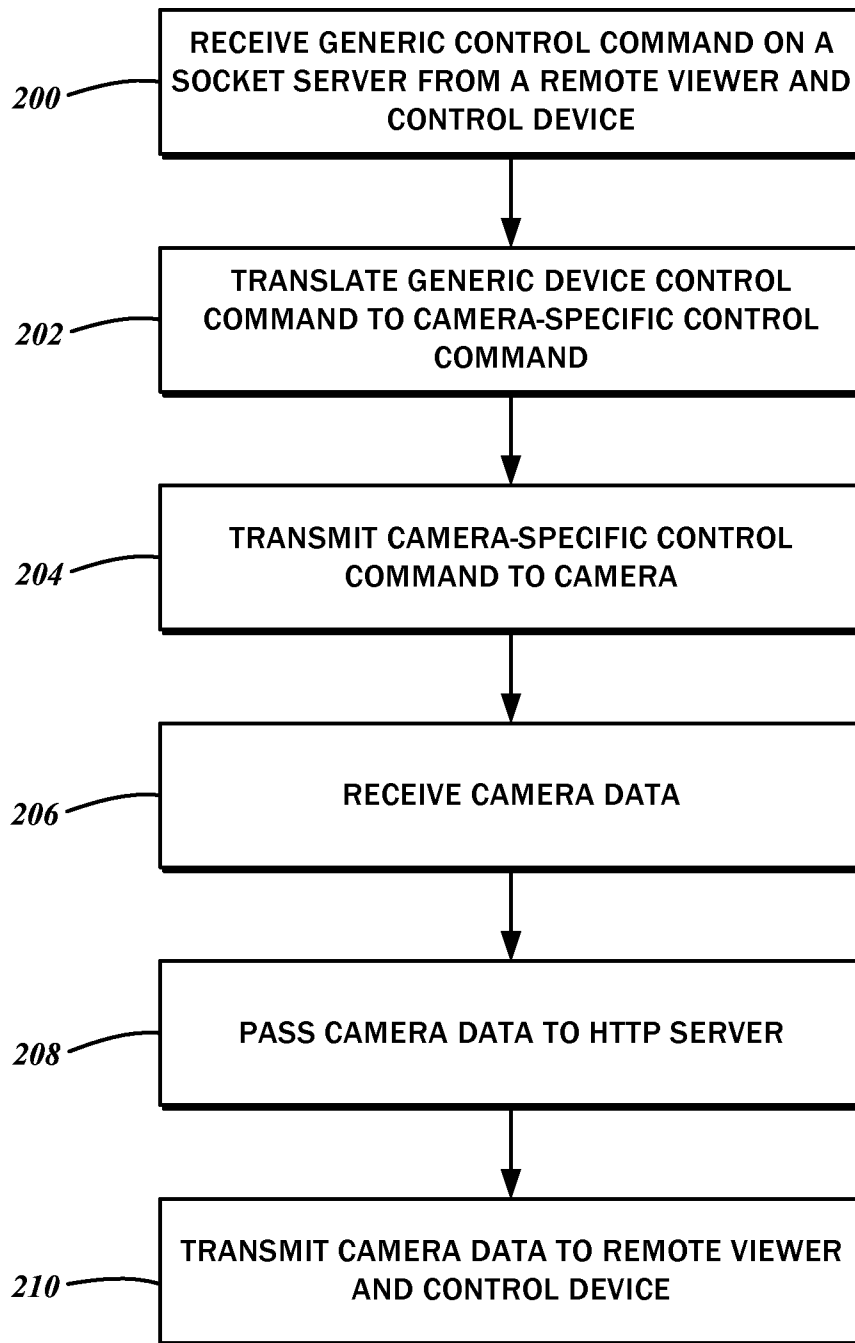 RECEIVE GENERIC CONTROL COMMAND ON A
SOCKET SERVER FROM A REMOTE VIEWER AND
CONTROL DEVICE
200
TRANSLATE GENERIC DEVICE CONTROL
COMMAND TO CAMERA-SPECIFIC CONTROL
COMMAND
202
TRANSMIT CAMERA-SPECIFIC CONTROL
COMMAND TO CAMERA
204
RECEIVE CAMERA DATA
206
PASS CAMERA DATA TO HTTP SERVER
208
TRANSMIT CAMERA DATA TO REMOTE VIEWER
AND CONTROL DEVICE
210